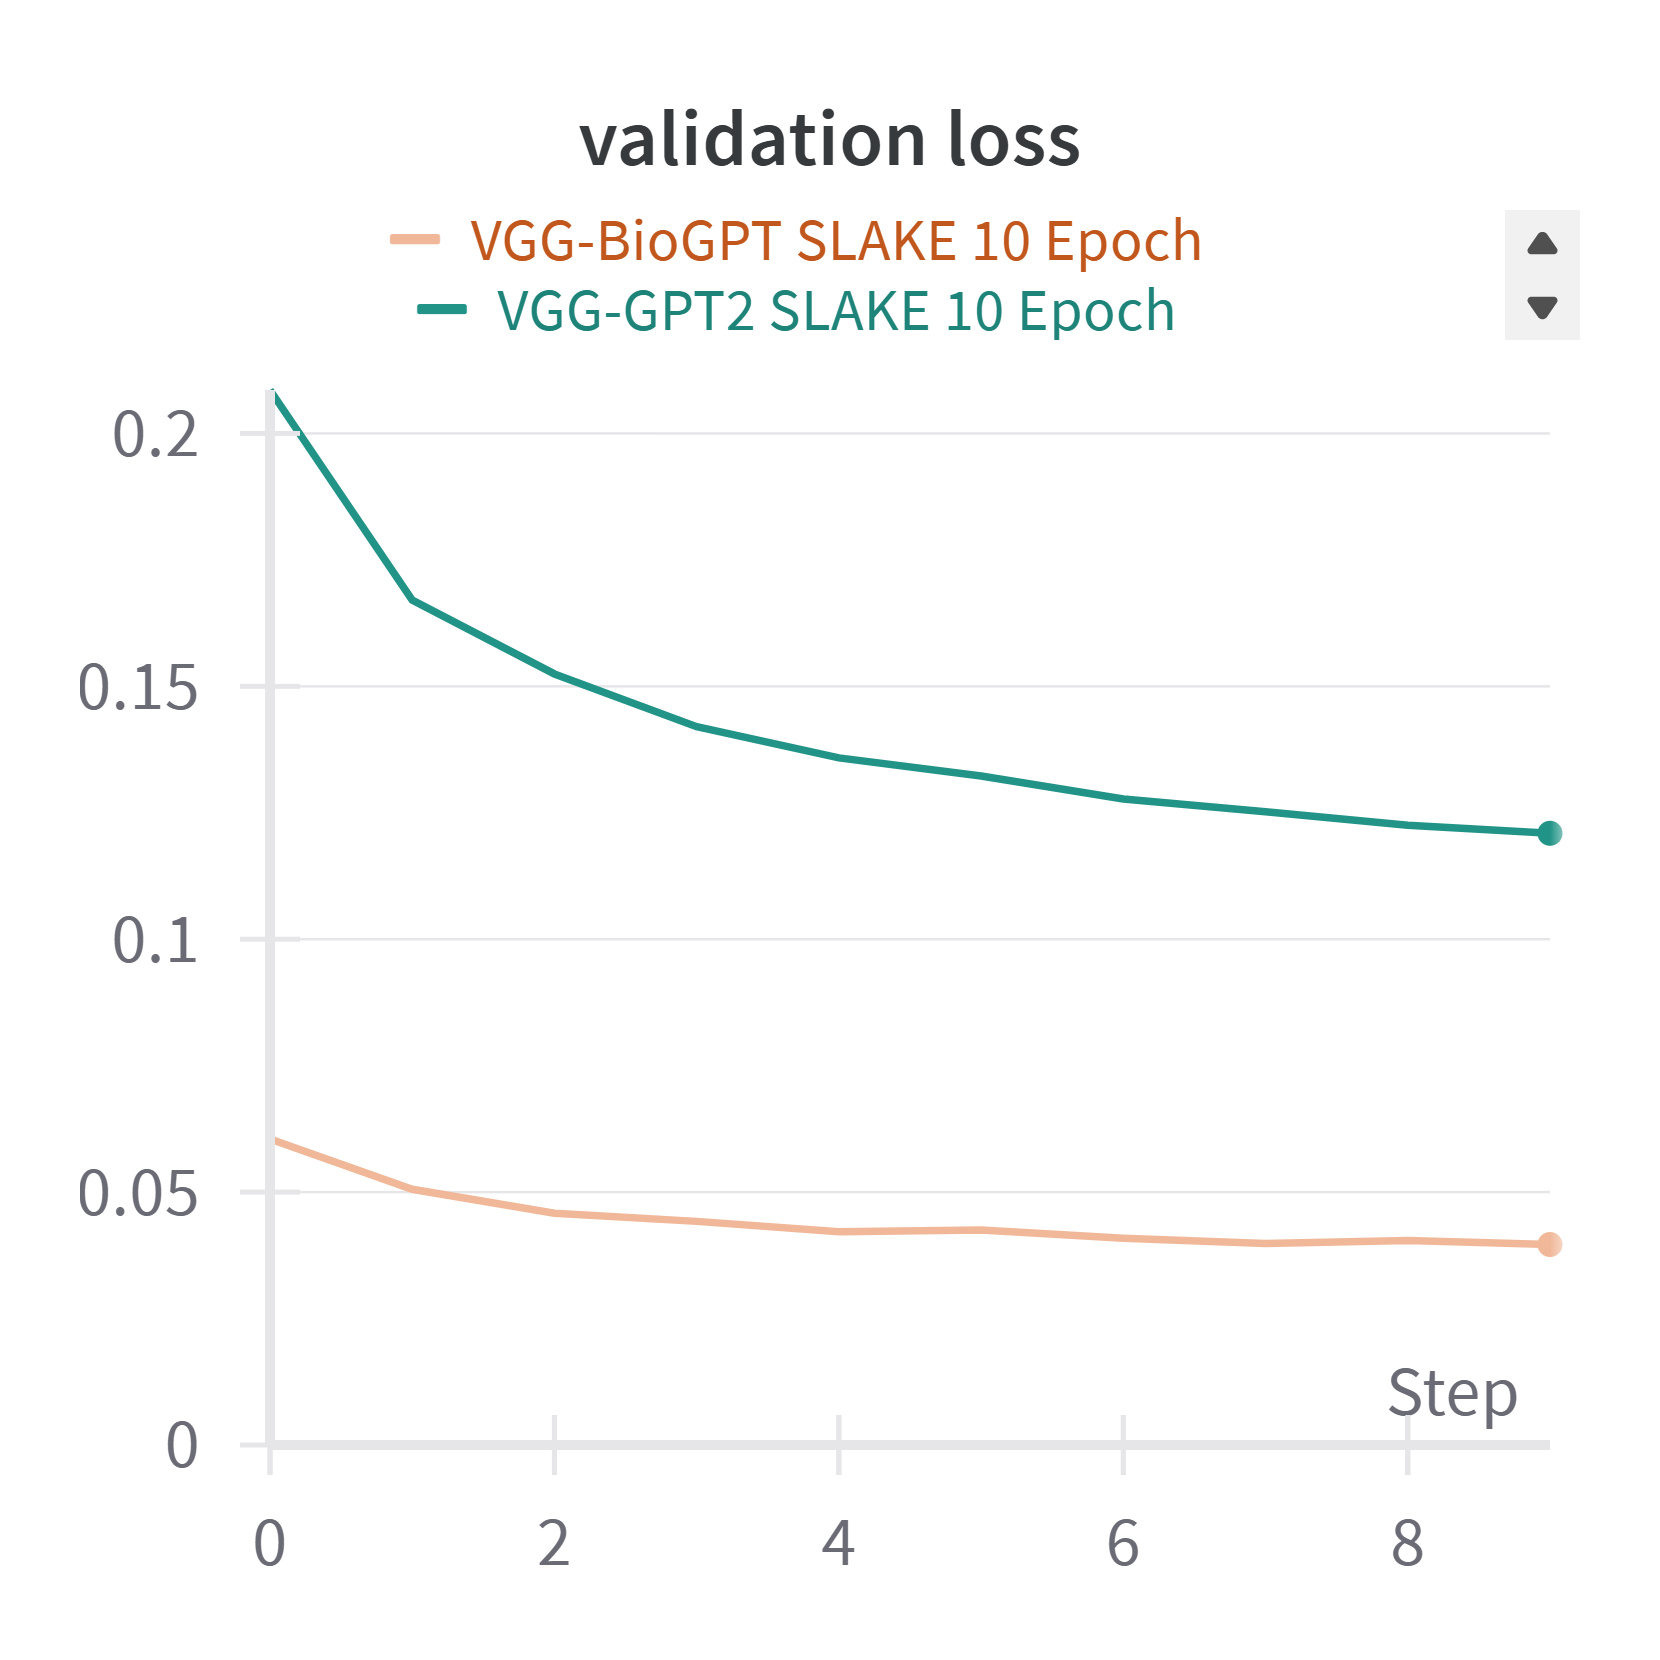 validation loss
VGG-BioGPT SLAKE 10 Epoch
VGG-GPT2 SLAKE 10 Epoch
0.2
0.15
0.1
0.05
0
Step
0 2 4 6 8